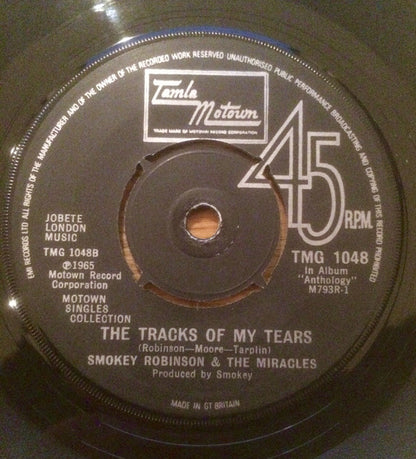 EMI RECORDS LTD ALL RIGHTS OF THE MANUFACTURER AND OF THE OWNER OF THE RECORDED WORK RESERVED UNAUTHORISED PUBLIC PERFORMANCE BROADCASTING AND COPYING OF THIS RECORD PROHIBITED
Tamla
Motown
TRADE MARK OF MOTOWN RECORD CORPORATION
45
R.P.M.
JOBETE
LONDON
MUSIC
TMG 1048B
℗1965
Motown Record
Corporation
MOTOWN
SINGLES
COLLECTION
TMG 1048
In Album
"Anthology"
M793R-1
THE TRACKS OF MY TEARS
(Robinson—Moore—Tarplin)
SMOKEY ROBINSON & THE MIRACLES
Produced by Smokey
MADE IN GT BRITAIN